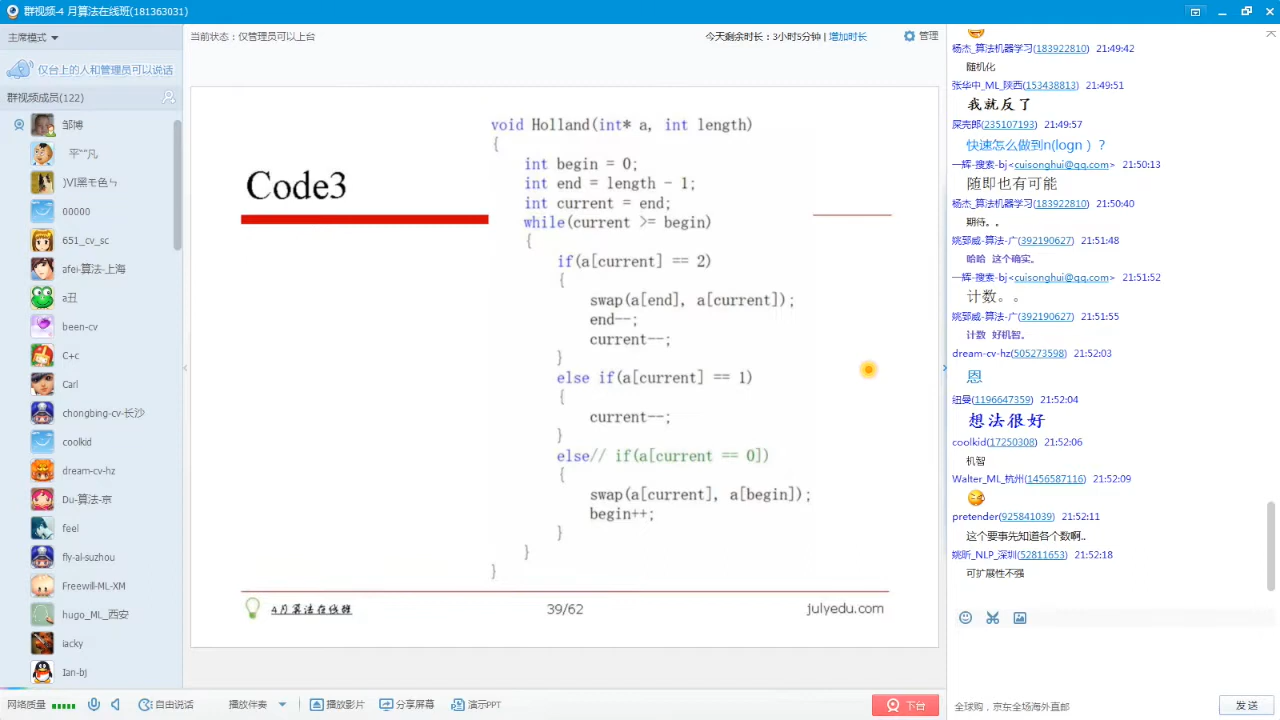 群视频-4 月算法在线班(181363031)
主席模式
仅台上的人和管理员可以说话
群视频成员(122)
邹博
平°凡
JVI黑モ色ㄣ
00000
651_cv_sc
afei-算法-上海
a丑
been-cv
C+c
Carl
chongbing-cv-长沙
coolkid
dream-cv-hz
Du-算法-京
feel
fly-al-suzhou
Freewill-ML-XM
hugo_ML_西安
iacky
Ian-bj
当前状态：仅管理员可以上台
今天剩余时长：3小时5分钟 | 增加时长
管理
Code3
void Holland(int* a, int length)
{
int begin = 0;
int end = length - 1;
int current = end;
while(current >= begin)
{
if(a[current] == 2)
{
swap(a[end], a[current]);
end--;
current--;
}
else if(a[current] == 1)
{
current--;
}
else// if(a[current == 0])
{
swap(a[current], a[begin]);
begin++;
}
}
}
4月算法在线班
39/62
julyedu.com
杨杰_算法机器学习(183922810) 21:49:42
随机化
张华中_ML_陕西(153438813) 21:49:51
我就反了
屎壳郎(235107193) 21:49:57
快速怎么做到n(logn ) ？
一辉-搜素-bj<cuisonghui@qq.com> 21:50:13
随即也有可能
杨杰_算法机器学习(183922810) 21:50:40
期待。。
姚郅威-算法-广(392190627) 21:51:48
哈哈 这个确实。
一辉-搜素-bj<cuisonghui@qq.com> 21:51:52
计数。。
姚郅威-算法-广(392190627) 21:51:55
计数 好机智。
dream-cv-hz(505273598) 21:52:03
恩
纽曼(1196647359) 21:52:04
想法很好
coolkid(17250308) 21:52:06
机智
Walter_ML_杭州(1456587116) 21:52:09
pretender(925841039) 21:52:11
这个要事先知道各个数啊..
姚昕_NLP_深圳(52811653) 21:52:18
可扩展性不强
网络质量
自由说话
播放伴奏
播放影片
分享屏幕
演示PPT
下台
全球购，京东全场海外直邮
发送